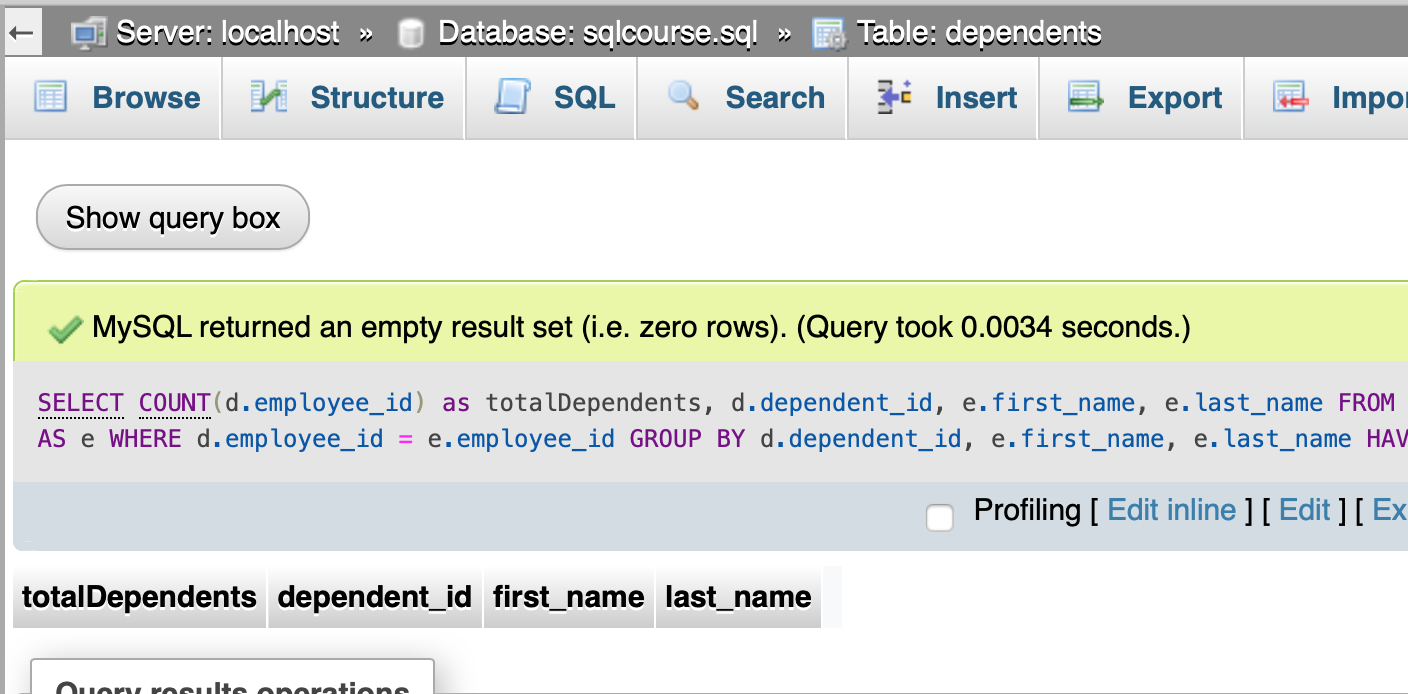 ← Server: localhost » Database: sqlcourse.sql » Table: dependents
Browse Structure SQL Search Insert Export Impor
Show query box
MySQL returned an empty result set (i.e. zero rows). (Query took 0.0034 seconds.)
SELECT COUNT(d.employee_id) as totalDependents, d.dependent_id, e.first_name, e.last_name FROM
AS e WHERE d.employee_id = e.employee_id GROUP BY d.dependent_id, e.first_name, e.last_name HAV
Profiling [ Edit inline ] [ Edit ] [ Ex
totalDependents dependent_id first_name last_name
Query results operations